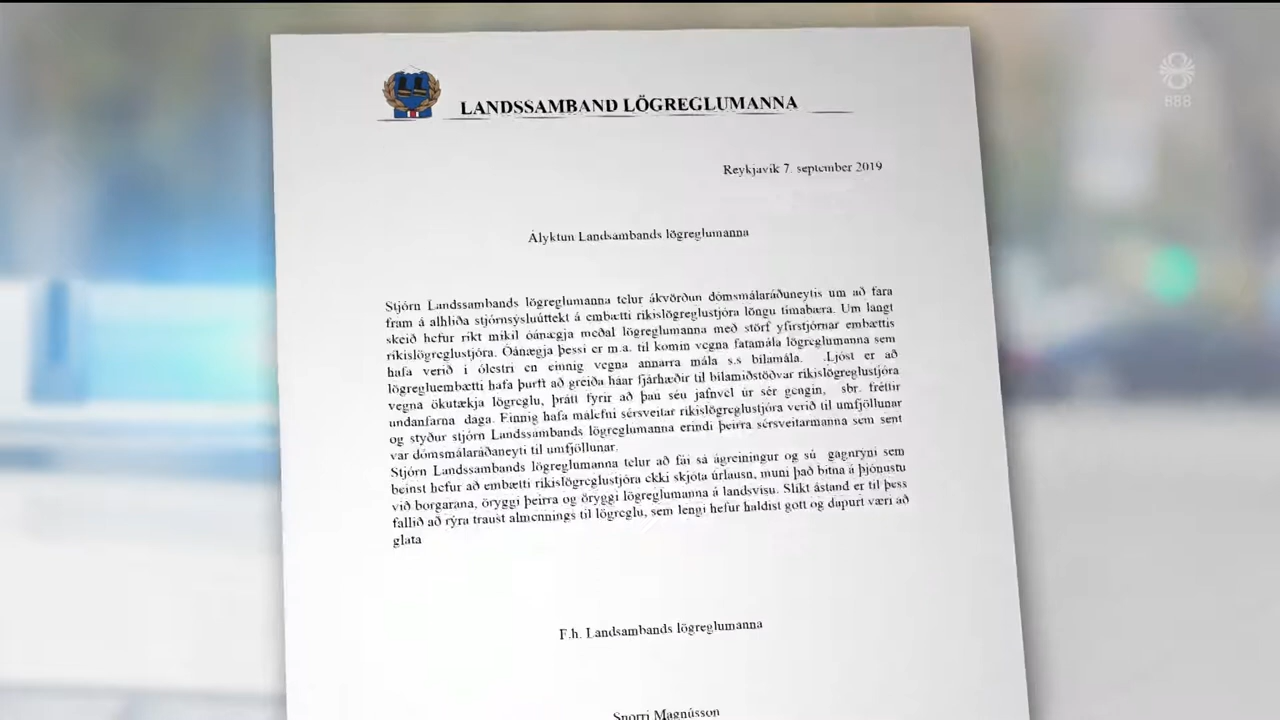 LANDSSAMBAND LÖGREGLUMANNA
888
Reykjavík 7. september 2019
Ályktun Landsambands lögreglumanna
Stjórn Landssambands lögreglumanna telur ákvörðun dómsmálaráðuneytis um að fara
fram á alhliða stjórnsýsluúttekt á embætti ríkislögreglustjóra löngu tímabæra. Um langt
skeið hefur ríkt mikil óánægja meðal lögreglumanna með störf yfirstjórnar embættis
ríkislögreglustjóra. Óánægja þessi er m.a. til komin vegna fatamála lögreglumanna sem
hafa verið í ólestri en einnig vegna annarra mála s.s bílamála. .Ljóst er að
lögregluembætti hafa þurft að greiða háar fjárhæðir til bílamiðstöðvar ríkislögreglustjóra
vegna ökutækja lögreglu, þrátt fyrir að þau séu jafnvel úr sér gengin, sbr. fréttir
undanfarna daga. Einnig hafa málefni sérsveitar ríkislögreglustjóra verið til umfjöllunar
og styður stjórn Landssambands lögreglumanna erindi þeirra sérsveitarmanna sem sent
var dómsmálaráðaneyti til umfjöllunar.
Stjórn Landssambands lögreglumanna telur að fái sá ágreiningur og sú gagnrýni sem
beinst hefur að embætti ríkislögreglustjóra ekki skjóta úrlausn, muni það bitna á þjónustu
við borgarana, öryggi þeirra og öryggi lögreglumanna á landsvísu. Slíkt ástand er til þess
fallið að rýra traust almennings til lögreglu, sem lengi hefur haldist gott og dapurt væri að
glata
F.h. Landsambands lögreglumanna
Snorri Magnússon